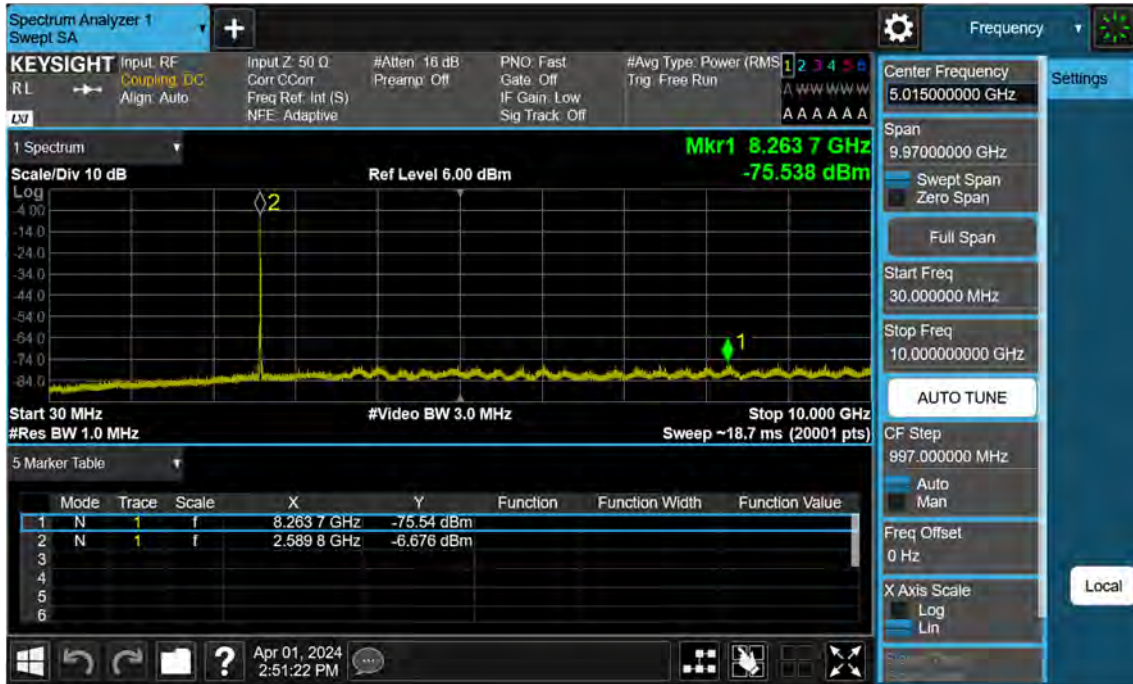 Spectrum Analyzer 1
Swept SA
+
Frequency
KEYSIGHT
RL
LXI
Input: RF
Coupling: DC
Align: Auto
Input Z: 50 Ω
Corr CCorr
Freq Ref: Int (S)
NFE: Adaptive
#Atten: 16 dB
Preamp: Off
PNO: Fast
Gate: Off
IF Gain: Low
Sig Track: Off
#Avg Type: Power (RMS
Trig: Free Run
1 2 3 4 5 6
A W W W W W
A A A A A A
1 Spectrum
Scale/Div 10 dB
Ref Level 6.00 dBm
Mkr1 8.263 7 GHz
-75.538 dBm
Log
-4.00
-14.0
-24.0
-34.0
-44.0
-54.0
-64.0
-74.0
-84.0
2
1
Start 30 MHz
#Video BW 3.0 MHz
Stop 10.000 GHz
#Res BW 1.0 MHz
Sweep ~18.7 ms (20001 pts)
5 Marker Table
Mode Trace Scale X Y Function Function Width Function Value
1 N 1 f 8.263 7 GHz -75.54 dBm
2 N 1 f 2.589 8 GHz -6.676 dBm
3
4
5
6
Center Frequency
5.015000000 GHz
Settings
Span
9.97000000 GHz
Swept Span
Zero Span
Full Span
Start Freq
30.000000 MHz
Stop Freq
10.000000000 GHz
AUTO TUNE
CF Step
997.000000 MHz
Auto
Man
Freq Offset
0 Hz
X Axis Scale
Log
Lin
Local
?
Apr 01, 2024
2:51:22 PM